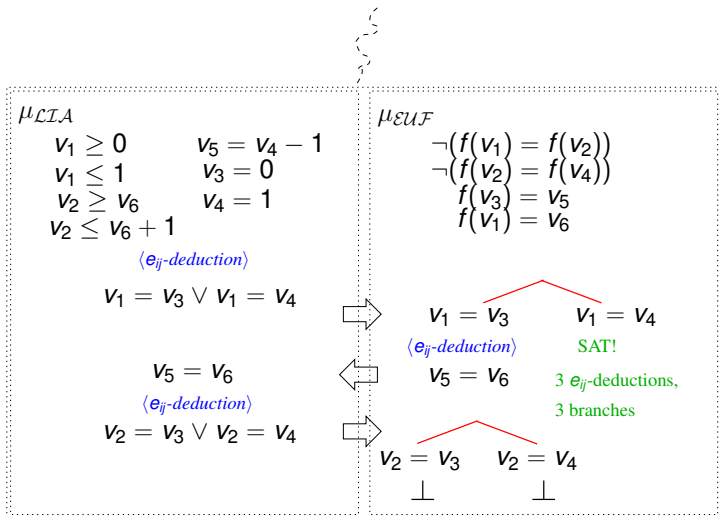 μ_LIA
v₁ ≥ 0 v₅ = v₄ − 1
v₁ ≤ 1 v₃ = 0
v₂ ≥ v₆ v₄ = 1
v₂ ≤ v₆ + 1
⟨e_ij-deduction⟩
v₁ = v₃ ∨ v₁ = v₄
v₅ = v₆
⟨e_ij-deduction⟩
v₂ = v₃ ∨ v₂ = v₄
μ_EUF
¬(f(v₁) = f(v₂))
¬(f(v₂) = f(v₄))
f(v₃) = v₅
f(v₁) = v₆
v₁ = v₃ v₁ = v₄
⟨e_ij-deduction⟩ SAT!
v₅ = v₆ 3 e_ij-deductions,
3 branches
v₂ = v₃ v₂ = v₄
⊥ ⊥